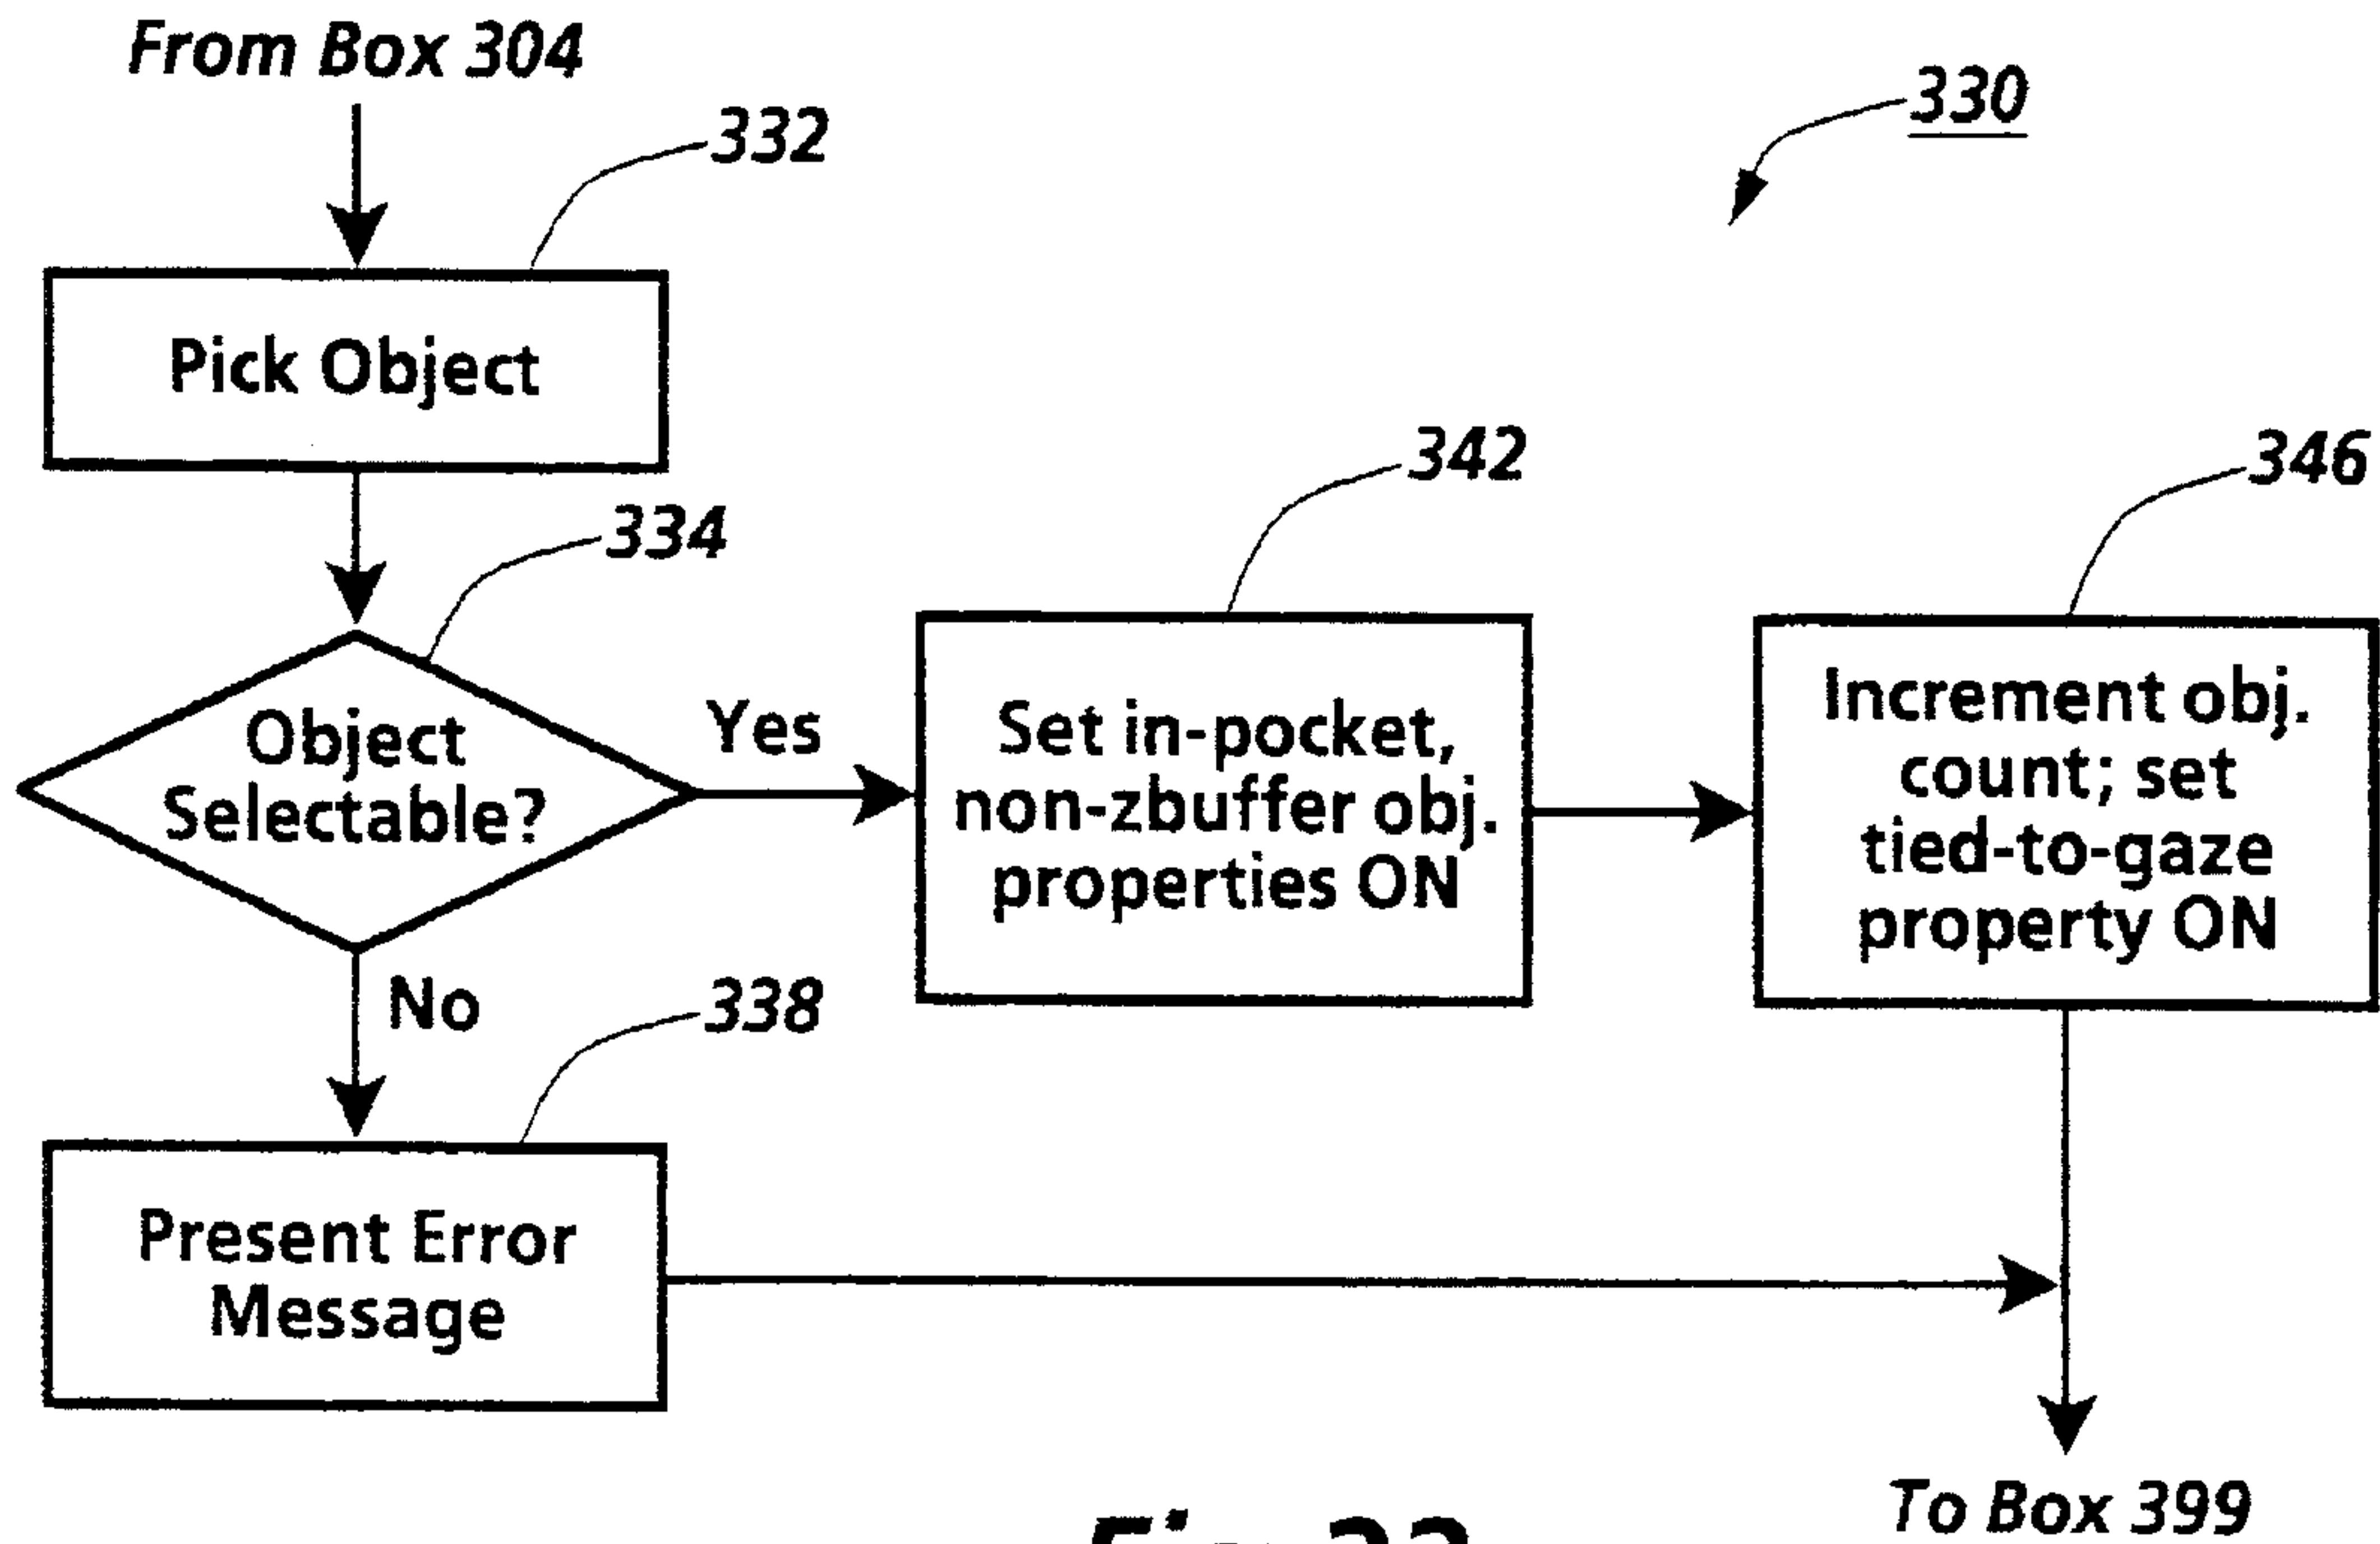 From Box 304
332
330
Pick Object
334
342
346
Object
Selectable?
Yes
Set in-pocket,
non-zbuffer obj.
properties ON
Increment obj.
count; set
tied-to-gaze
property ON
No
338
Present Error
Message
To Box 399